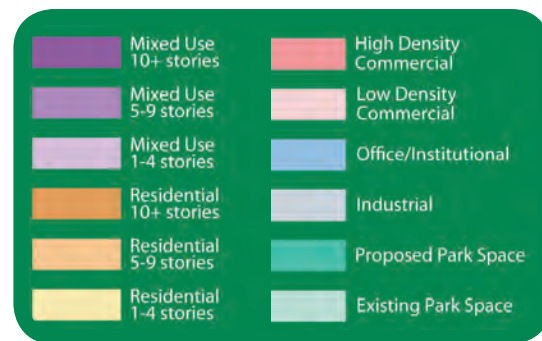 Mixed Use
10+ stories
Mixed Use
5-9 stories
Mixed Use
1-4 stories
Residential
10+ stories
Residential
5-9 stories
Residential
1-4 stories
High Density
Commercial
Low Density
Commercial
Office/Institutional
Industrial
Proposed Park Space
Existing Park Space